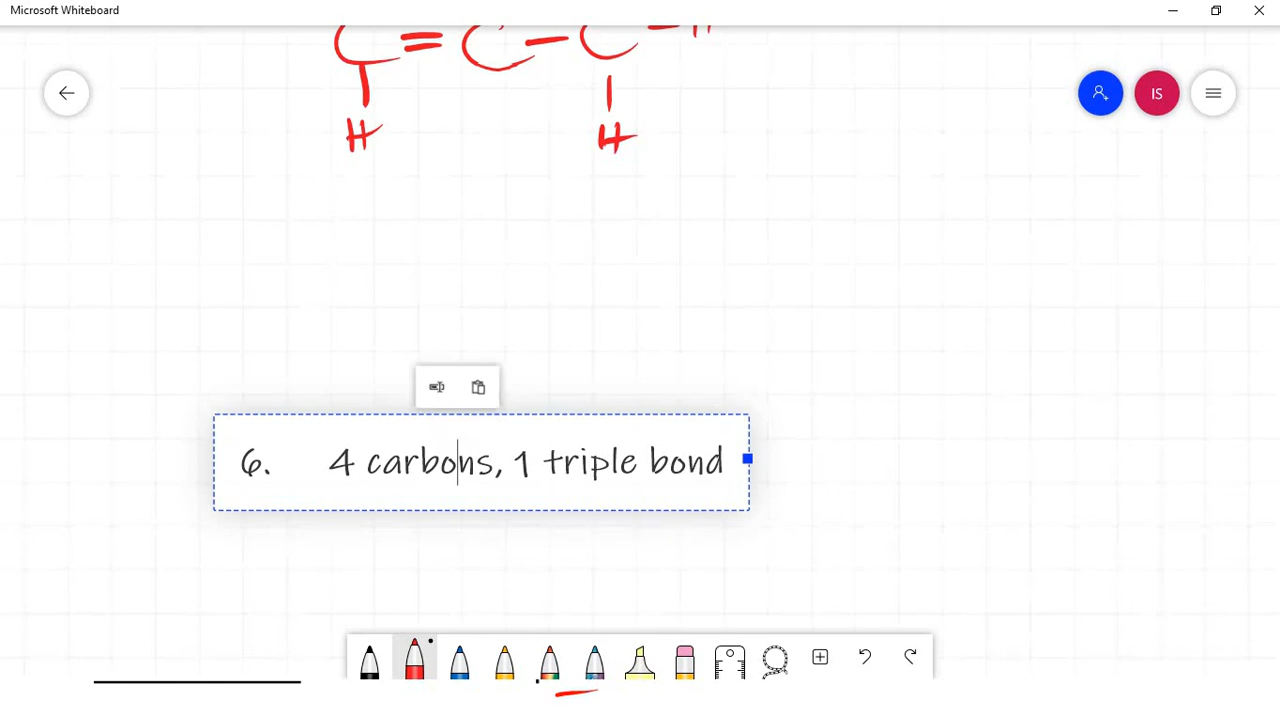 Microsoft Whiteboard
C = C - C - H
H H
IS
6. 4 carbons, 1 triple bond